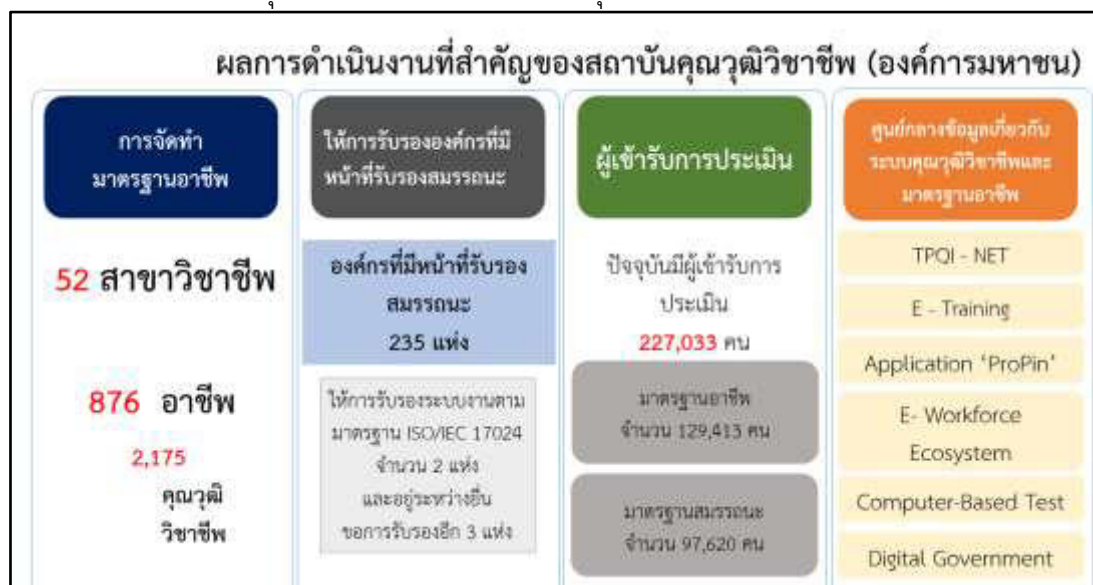 ผลการดำเนินงานที่สำคัญของสถาบันคุณวุฒิวิชาชีพ (องค์การมหาชน)
การจัดทำ
มาตรฐานอาชีพ
52 สาขาวิชาชีพ
876 อาชีพ
2,175
คุณวุฒิ
วิชาชีพ
ให้การรับรององค์กรที่มี
หน้าที่รับรองสมรรถนะ
องค์กรที่มีหน้าที่รับรอง
สมรรถนะ
235 แห่ง
ให้การรับรองระบบงานตาม
มาตรฐาน ISO/IEC 17024
จำนวน 2 แห่ง
และอยู่ระหว่างยื่น
ขอการรับรองอีก 3 แห่ง
ผู้เข้ารับการประเมิน
ปัจจุบันมีผู้เข้ารับการ
ประเมิน
227,033 คน
มาตรฐานอาชีพ
จำนวน 129,413 คน
มาตรฐานสมรรถนะ
จำนวน 97,620 คน
ศูนย์กลางข้อมูลเกี่ยวกับ
ระบบคุณวุฒิวิชาชีพและ
มาตรฐานอาชีพ
TPQI - NET
E - Training
Application ‘ProPin’
E- Workforce
Ecosystem
Computer-Based Test
Digital Government